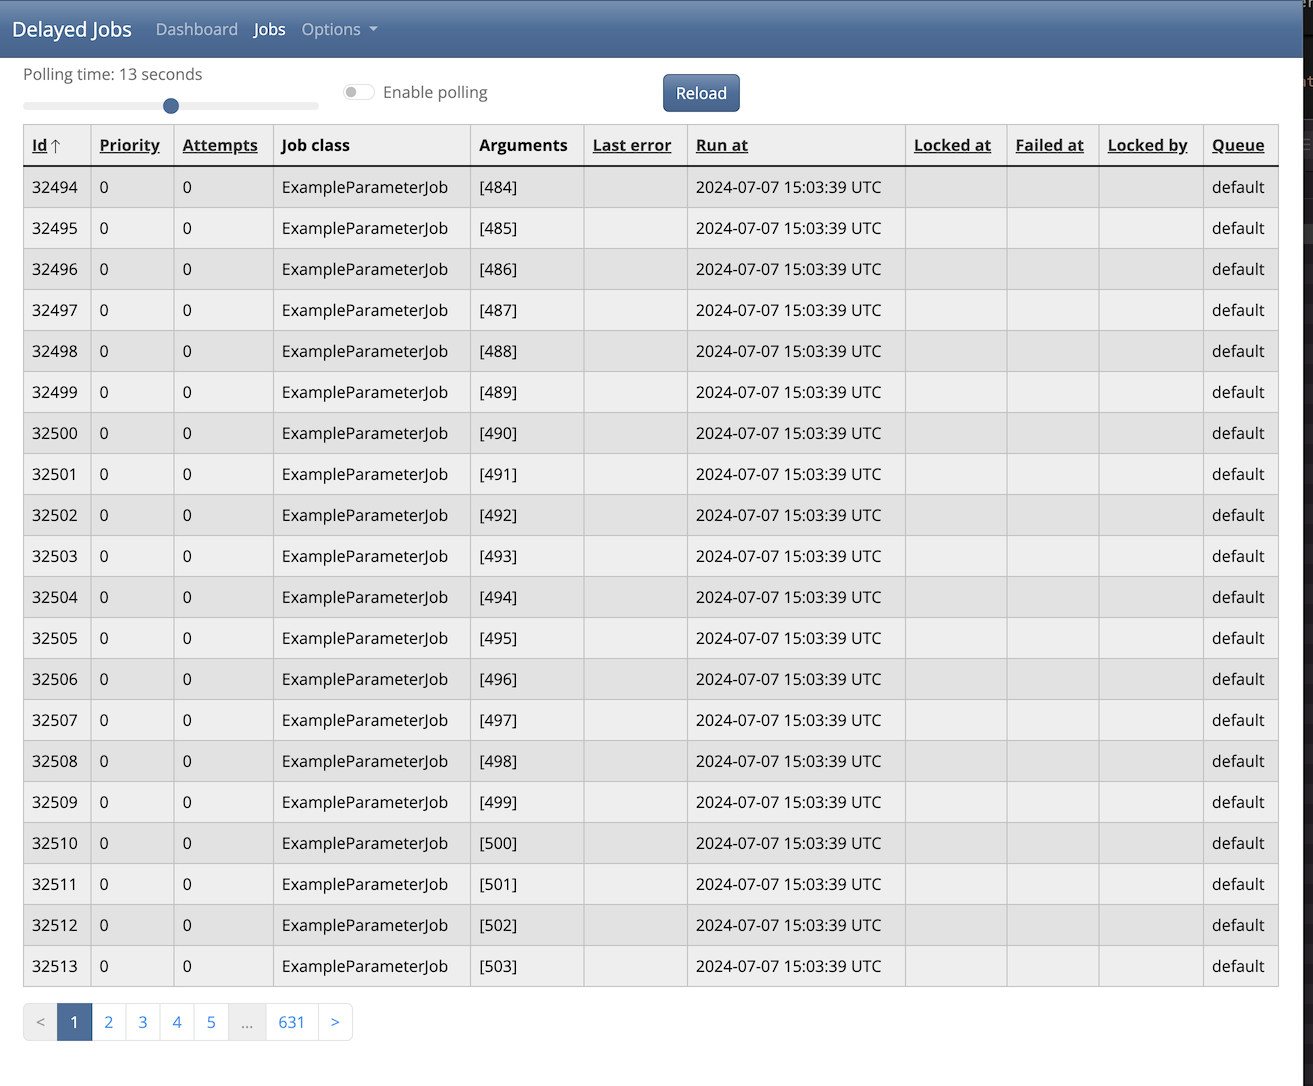 Delayed Jobs Dashboard Jobs Options
Polling time: 13 seconds
Enable polling
Reload
Id↑ Priority Attempts Job class Arguments Last error Run at Locked at Failed at Locked by Queue
32494 0 0 ExampleParameterJob [484] 2024-07-07 15:03:39 UTC default
32495 0 0 ExampleParameterJob [485] 2024-07-07 15:03:39 UTC default
32496 0 0 ExampleParameterJob [486] 2024-07-07 15:03:39 UTC default
32497 0 0 ExampleParameterJob [487] 2024-07-07 15:03:39 UTC default
32498 0 0 ExampleParameterJob [488] 2024-07-07 15:03:39 UTC default
32499 0 0 ExampleParameterJob [489] 2024-07-07 15:03:39 UTC default
32500 0 0 ExampleParameterJob [490] 2024-07-07 15:03:39 UTC default
32501 0 0 ExampleParameterJob [491] 2024-07-07 15:03:39 UTC default
32502 0 0 ExampleParameterJob [492] 2024-07-07 15:03:39 UTC default
32503 0 0 ExampleParameterJob [493] 2024-07-07 15:03:39 UTC default
32504 0 0 ExampleParameterJob [494] 2024-07-07 15:03:39 UTC default
32505 0 0 ExampleParameterJob [495] 2024-07-07 15:03:39 UTC default
32506 0 0 ExampleParameterJob [496] 2024-07-07 15:03:39 UTC default
32507 0 0 ExampleParameterJob [497] 2024-07-07 15:03:39 UTC default
32508 0 0 ExampleParameterJob [498] 2024-07-07 15:03:39 UTC default
32509 0 0 ExampleParameterJob [499] 2024-07-07 15:03:39 UTC default
32510 0 0 ExampleParameterJob [500] 2024-07-07 15:03:39 UTC default
32511 0 0 ExampleParameterJob [501] 2024-07-07 15:03:39 UTC default
32512 0 0 ExampleParameterJob [502] 2024-07-07 15:03:39 UTC default
32513 0 0 ExampleParameterJob [503] 2024-07-07 15:03:39 UTC default
< 1 2 3 4 5 ... 631 >